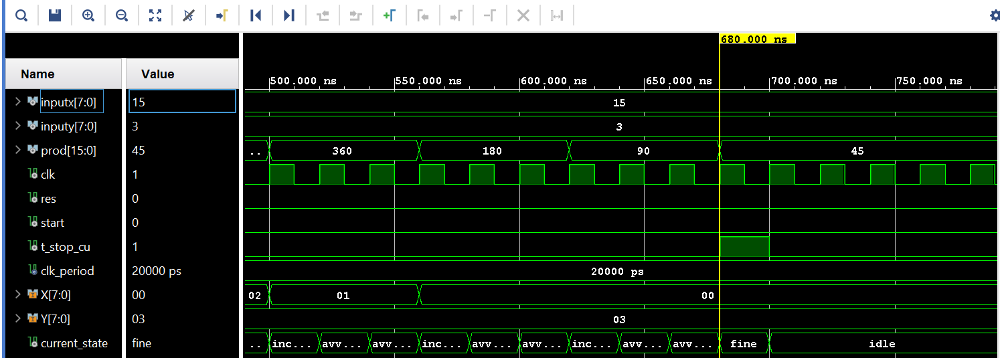 680.000 ns
Name Value
500.000 ns 550.000 ns 600.000 ns 650.000 ns 700.000 ns 750.000 ns
inputx[7:0] 15 15
inputy[7:0] 3 3
prod[15:0] 45 .. 360 180 90 45
clk 1
res 0
start 0
t_stop_cu 1
clk_period 20000 ps 20000 ps
X[7:0] 00 02 01 00
Y[7:0] 03 03
current_state fine .. inc... avv... avv... inc... avv... avv... inc... avv... avv... fine idle